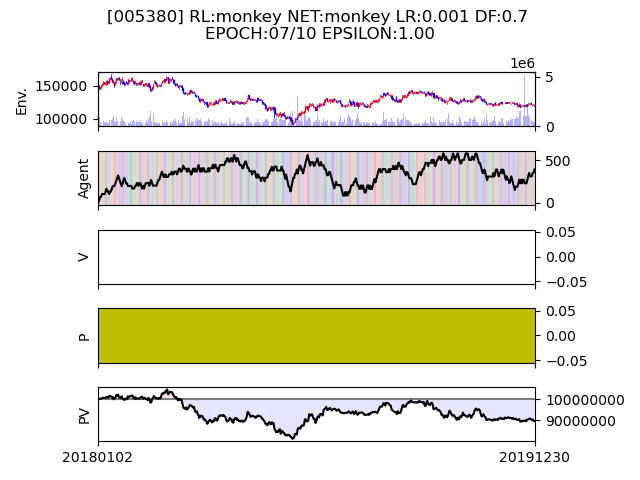 [005380] RL:monkey NET:monkey LR:0.001 DF:0.7
EPOCH:07/10 EPSILON:1.00
1e6
Env.
150000
100000
5
0
Agent
500
0
V
0.05
0.00
−0.05
P
0.05
0.00
−0.05
PV
100000000
90000000
20180102
20191230